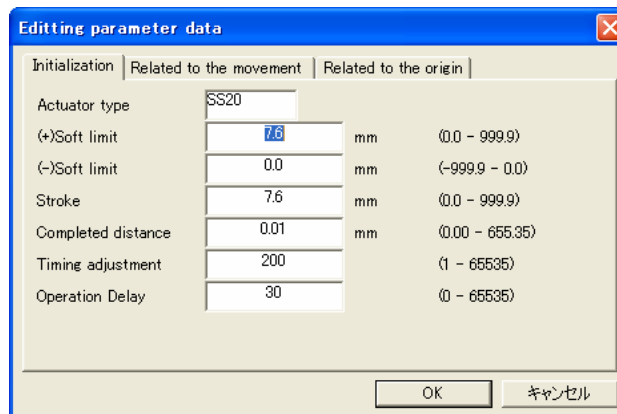 Editting parameter data
Initialization Related to the movement Related to the origin
Actuator type SS20
(+)Soft limit 7.6 mm (0.0 - 999.9)
(-)Soft limit 0.0 mm (-999.9 - 0.0)
Stroke 7.6 mm (0.0 - 999.9)
Completed distance 0.01 mm (0.00 - 655.35)
Timing adjustment 200 (1 - 65535)
Operation Delay 30 (0 - 65535)
OK キャンセル